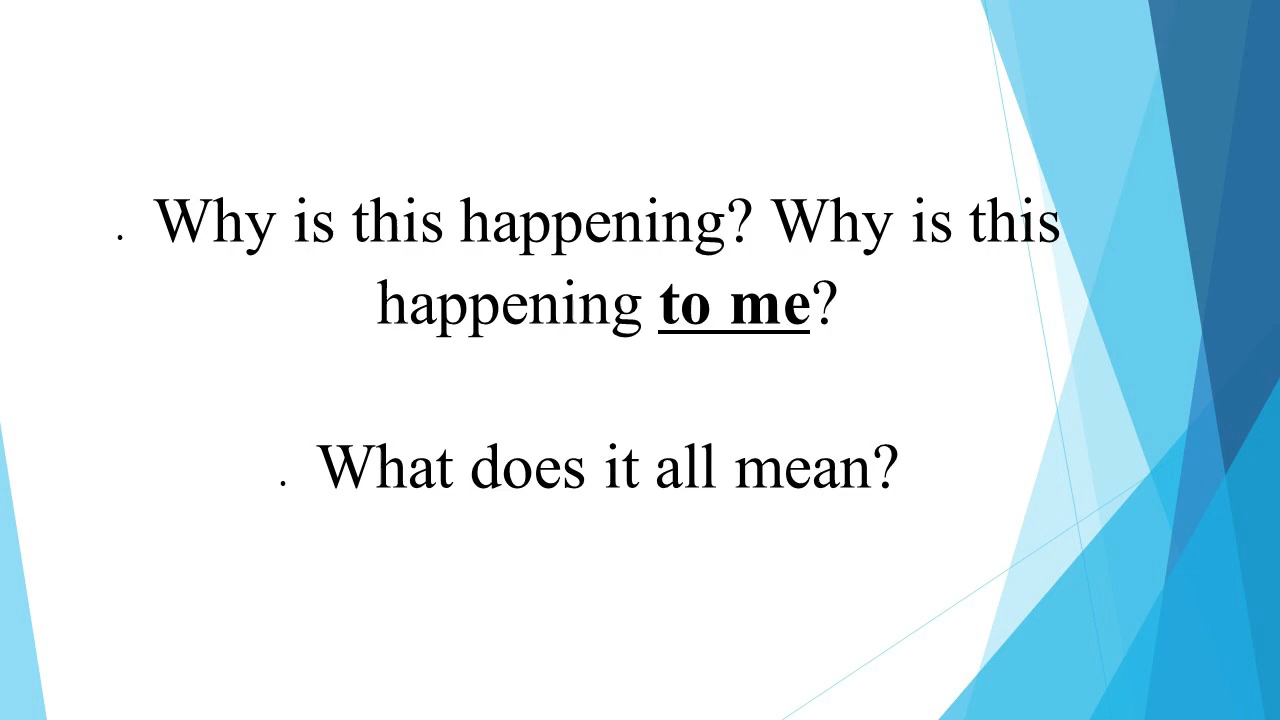 . Why is this happening? Why is this
happening to me?
. What does it all mean?